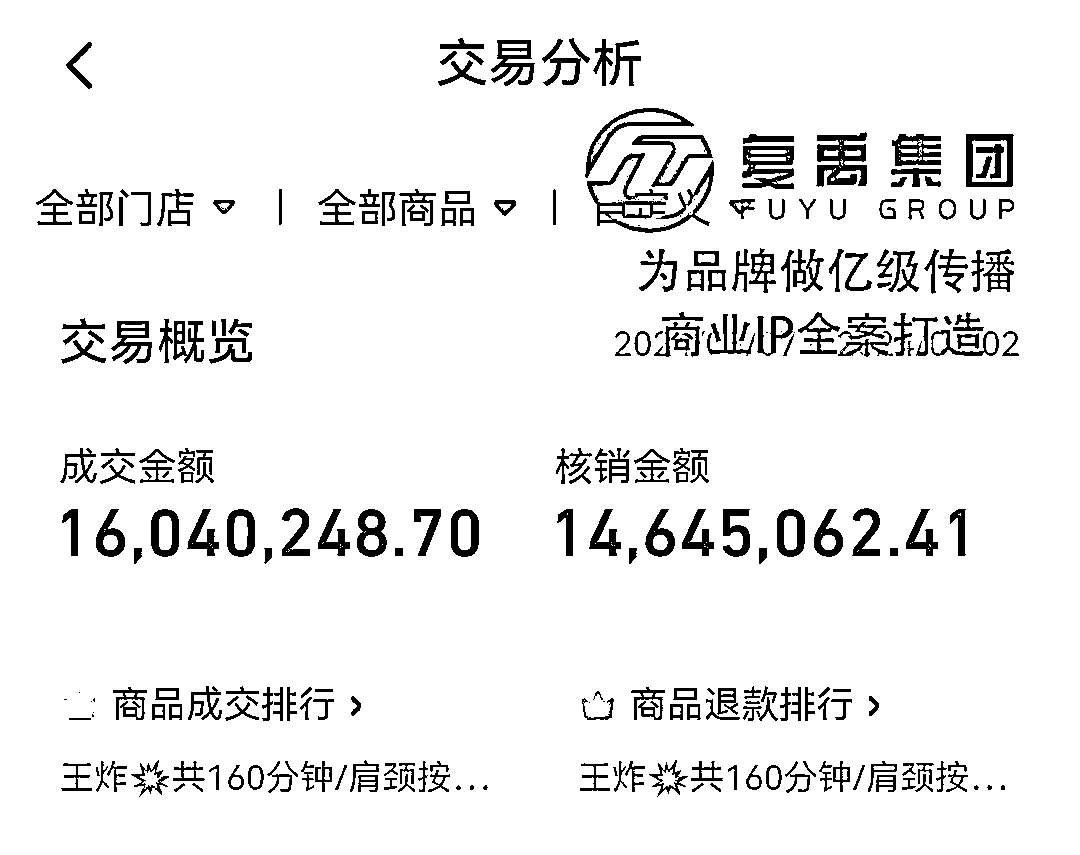 交易分析
复禹集团
FUYU GROUP
全部门店 | 全部商品 | 自定义
为品牌做亿级传播
商业IP全案打造
交易概览
成交金额 核销金额
16,040,248.70 14,645,062.41
商品成交排行 商品退款排行
王炸💥共160分钟/肩颈按... 王炸💥共160分钟/肩颈按...